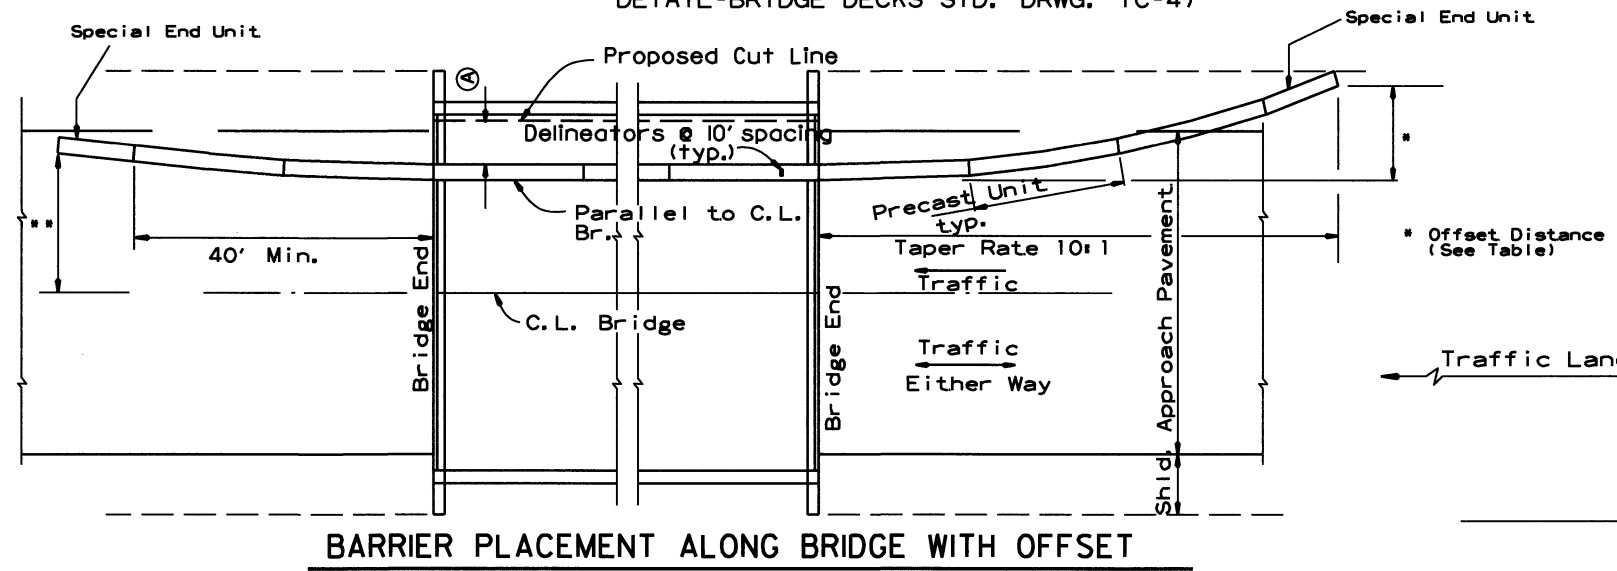 DETAIL-BRIDGE DECKS STD. DRWG. TC-4)
Special End Unit
Special End Unit
Proposed Cut Line
A
Delineators @ 10' spacing
(typ.)
*
**
Precast Unit
typ.
Parallel to C.L.
Br.
40' Min.
Taper Rate 10:1
* Offset Distance
(See Table)
Traffic
C.L. Bridge
Bridge End
Bridge End
Shld. Approach Pavement
Traffic
Either Way
Traffic
BARRIER PLACEMENT ALONG BRIDGE WITH OFFSET